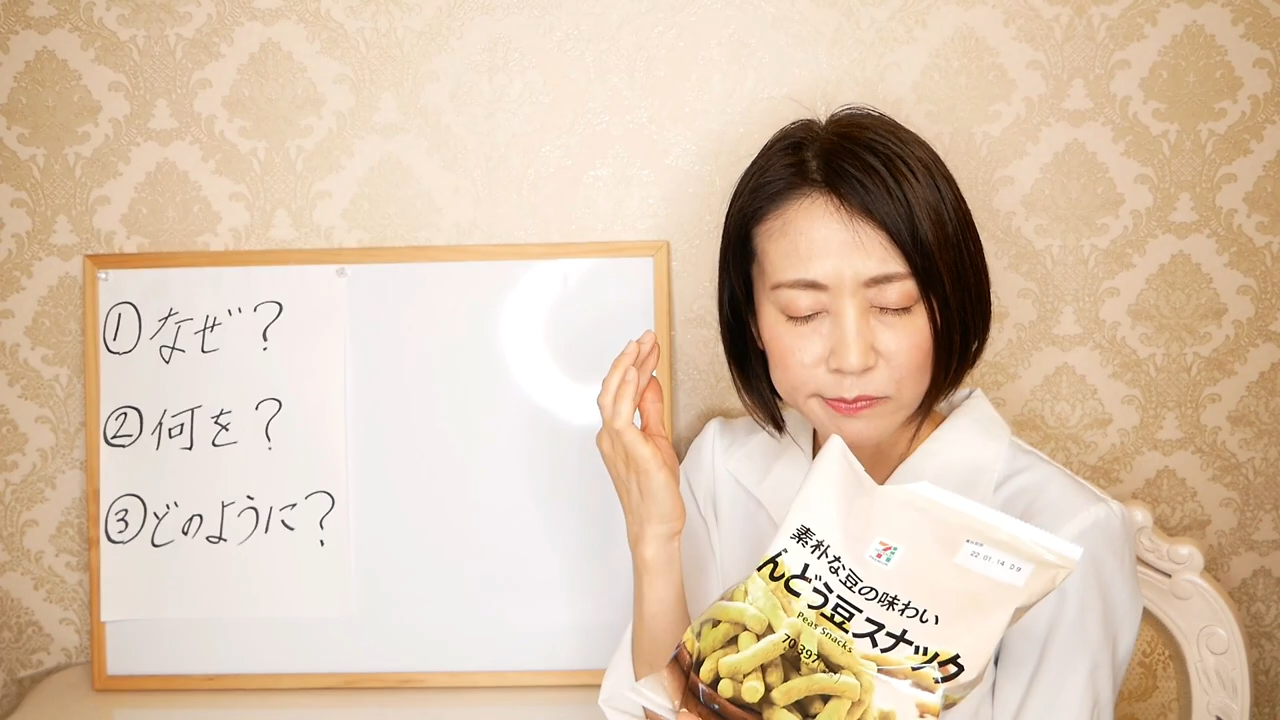 ①なぜ?
②何を?
③どのように?
素朴な豆の味わい
んどう豆スナック
Peas Snacks
22.01.14